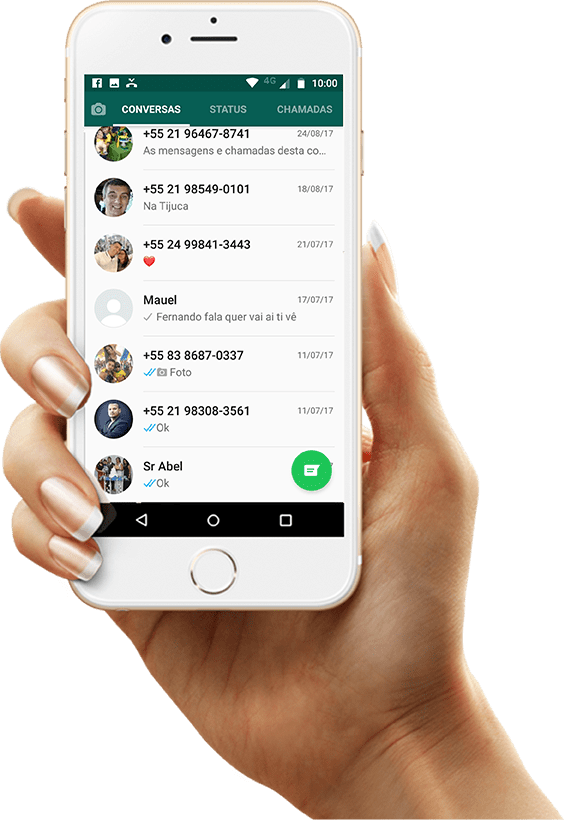 4G 10:00
CONVERSAS STATUS CHAMADAS
+55 21 96467-8741 24/08/17
As mensagens e chamadas desta co...
+55 21 98549-0101 18/08/17
Na Tijuca
+55 24 99841-3443 21/07/17
❤️
Mauel 17/07/17
✓ Fernando fala quer vai ai ti vê
+55 83 8687-0337 11/07/17
Foto
+55 21 98308-3561 11/07/17
Ok
Sr Abel
Ok